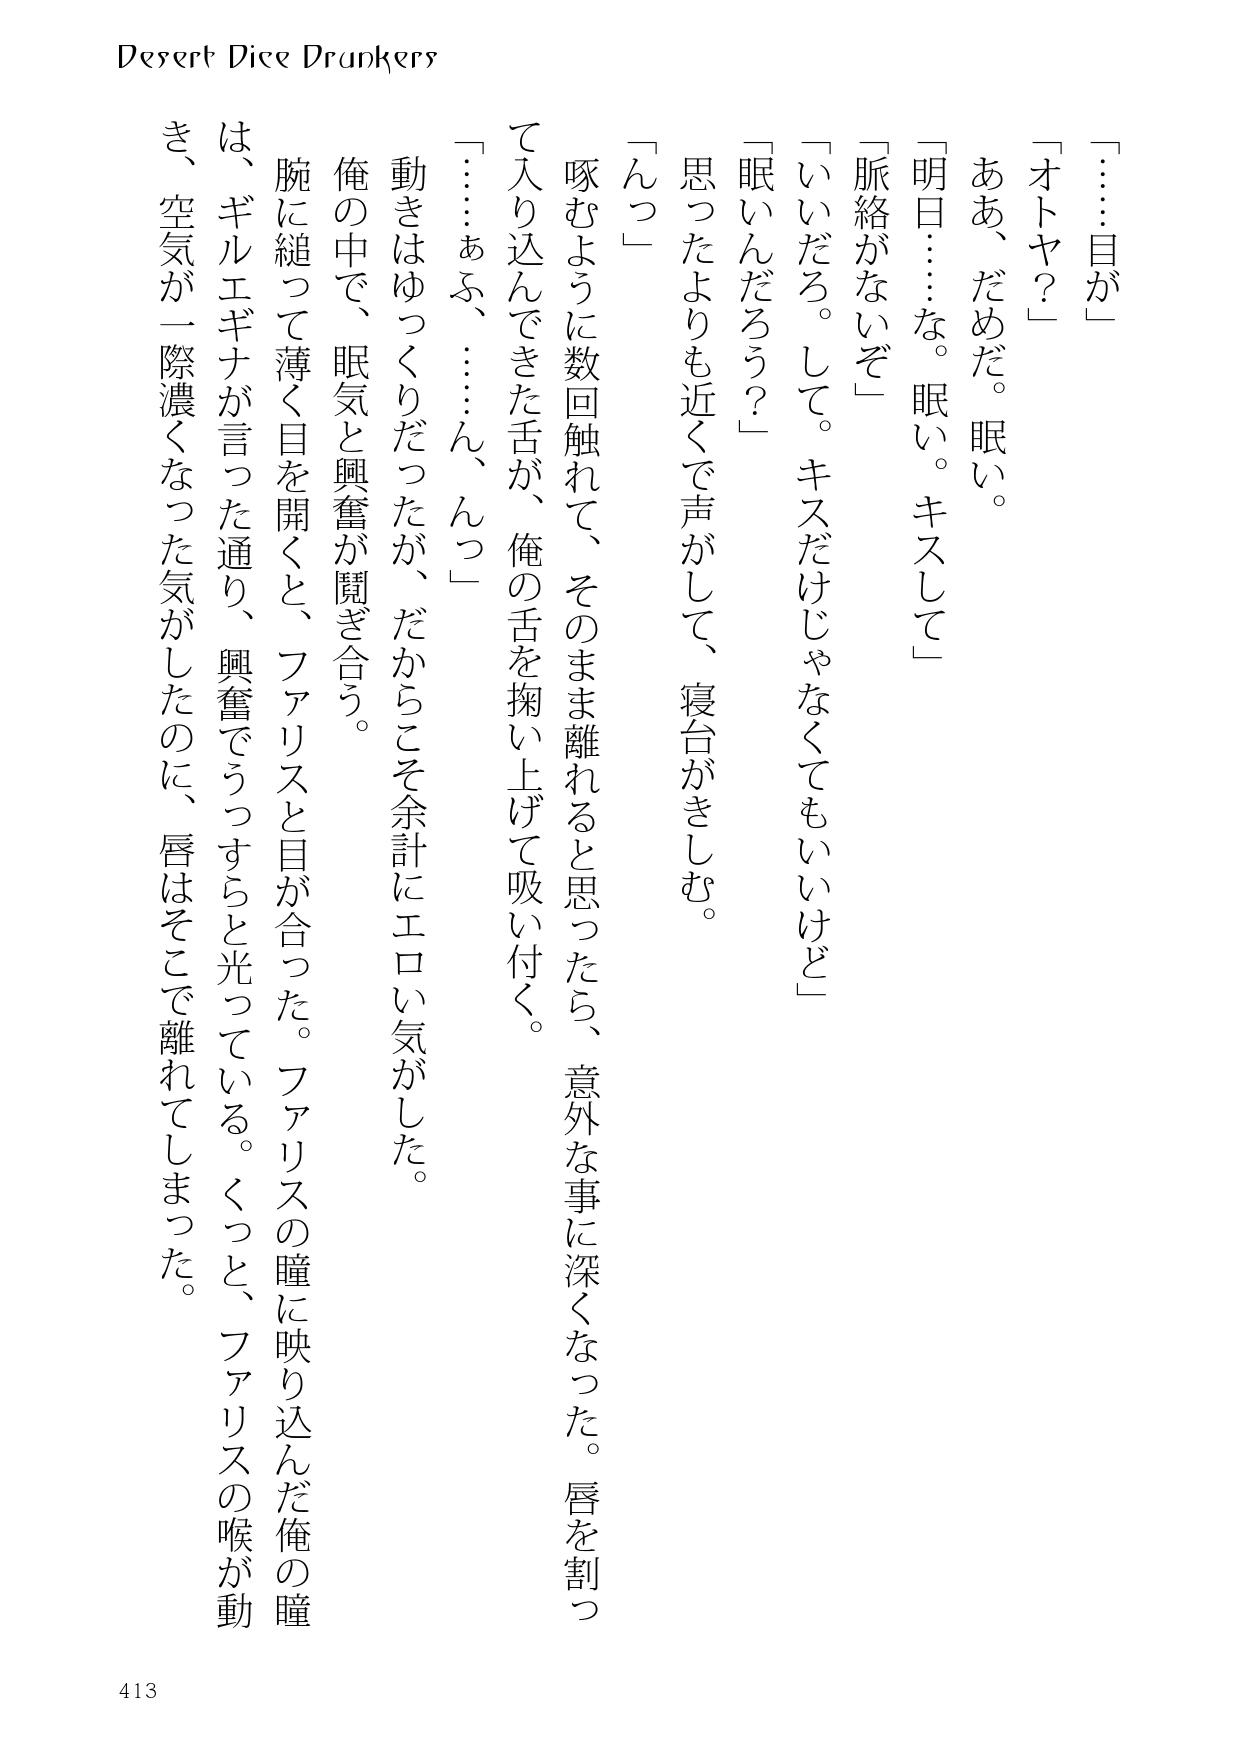 Desert Dice Drunkers
「……目が」
「オトヤ？」
　ああ、だめだ。眠い。
「明日……な。眠い。キスして」
「脈絡がないぞ」
「いいだろ。して。キスだけじゃなくてもいいけど」
「眠いんだろう？」
　思ったよりも近くで声がして、寝台がきしむ。
「んっ」
　啄むように数回触れて、そのまま離れると思ったら、意外な事に深くなった。唇を割っ
て入り込んできた舌が、俺の舌を掬い上げて吸い付く。
「……あふ、……ん、んっ」
　動きはゆっくりだったが、だからこそ余計にエロい気がした。
　俺の中で、眠気と興奮が鬩ぎ合う。
　腕に縋って薄く目を開くと、ファリスと目が合った。ファリスの瞳に映り込んだ俺の瞳
は、ギルエギナが言った通り、興奮でうっすらと光っている。くっと、ファリスの喉が動
き、空気が一際濃くなった気がしたのに、唇はそこで離れてしまった。
413